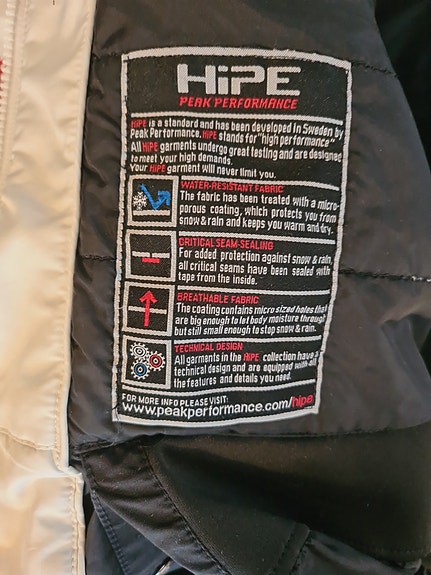 HiPE
PEAK PERFORMANCE
HiPE is a standard and has been developed in Sweden by
Peak Performance. HiPE stands for "high performance"
All HiPE garments undergo great testing and are designed
to meet your high demands.
Your HiPE garment will never limit you.
WATER-RESISTANT FABRIC
The fabric has been treated with a micro-
porous coating, which protects you from
snow & rain and keeps you warm and dry.
CRITICAL SEAM-SEALING
For added protection against snow & rain,
all critical seams have been sealed with
tape from the inside.
BREATHABLE FABRIC
The coating contains micro sized holes that
are big enough to let body moisture through
but still small enough to stop snow & rain.
TECHNICAL DESIGN
All garments in the HiPE collection have a
technical design and are equipped with all
the features and details you need.
FOR MORE INFO PLEASE VISIT:
www.peakperformance.com/hipe